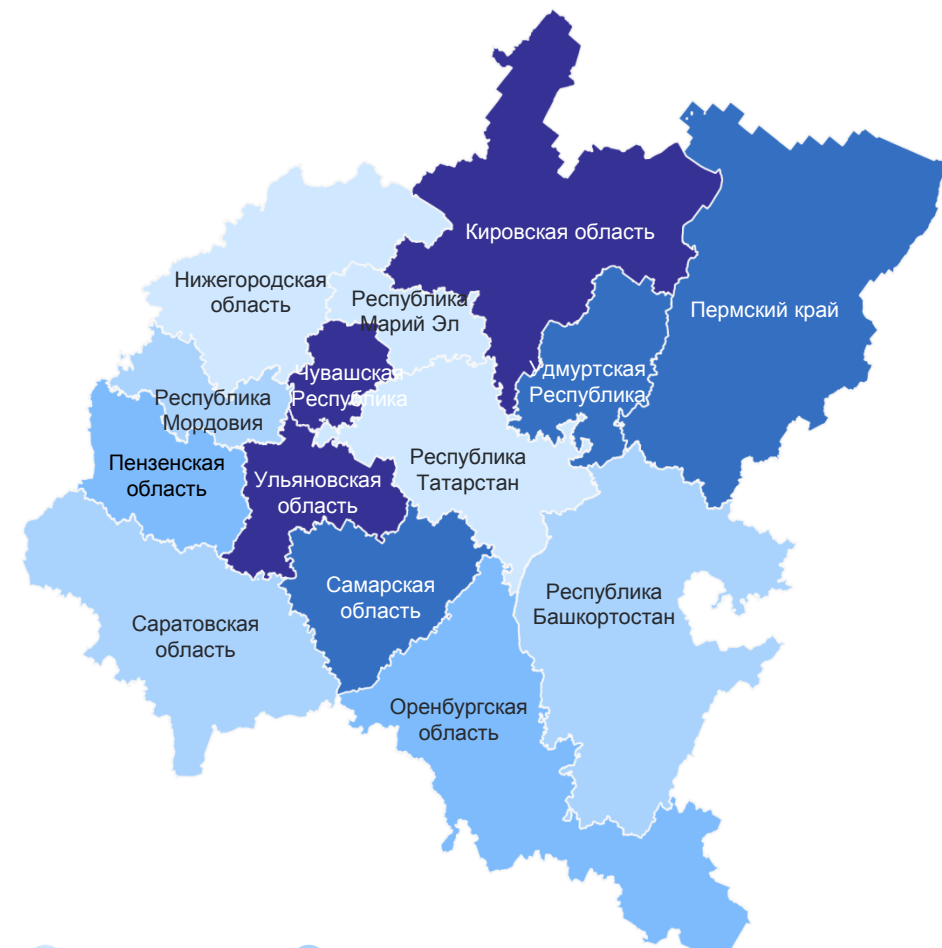 Кировская область
Нижегородская
область
Республика
Марий Эл
Пермский край
Чувашская
Республика
Удмуртская
Республика
Республика
Мордовия
Пензенская
область
Ульяновская
область
Республика
Татарстан
Самарская
область
Республика
Башкортостан
Саратовская
область
Оренбургская
область